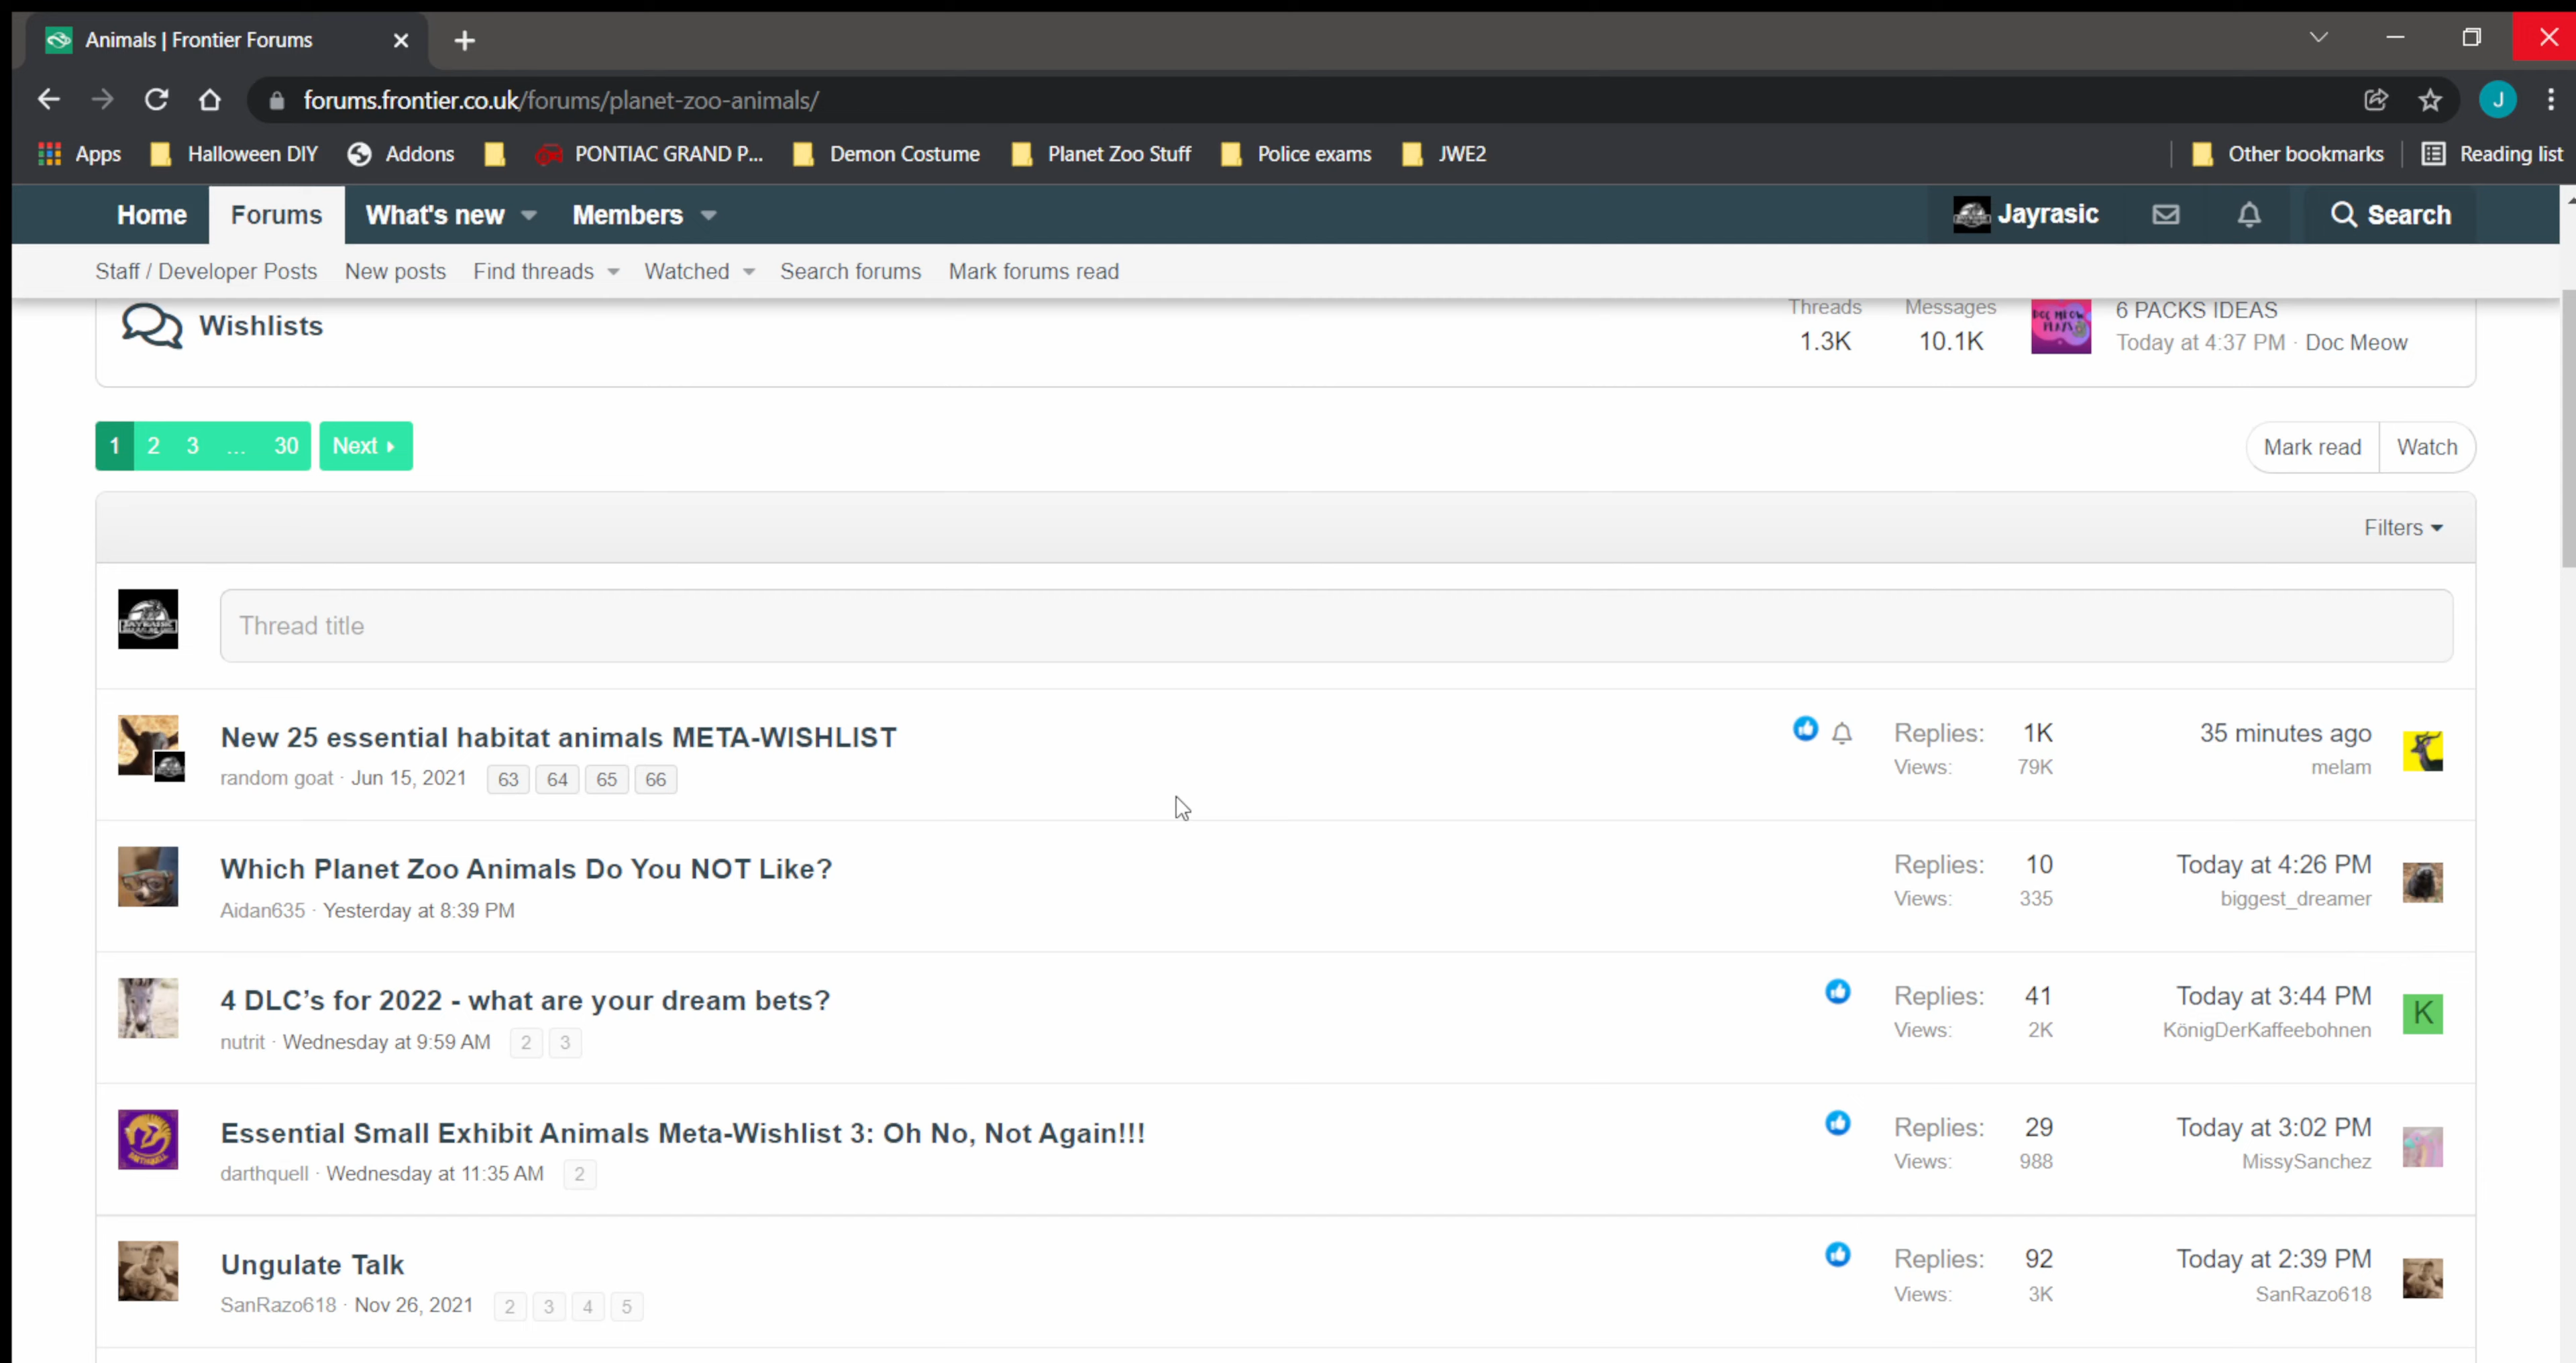 Animals | Frontier Forums
forums.frontier.co.uk/forums/planet-zoo-animals/
J
Apps Halloween DIY Addons PONTIAC GRAND P... Demon Costume Planet Zoo Stuff Police exams JWE2 Other bookmarks Reading list
Home Forums What's new Members Jayrasic Search
Staff / Developer Posts New posts Find threads Watched Search forums Mark forums read
Wishlists
Threads Messages 6 PACKS IDEAS
1.3K 10.1K Today at 4:37 PM · Doc Meow
DOC MEOW
PLAYS
1 2 3 ... 30 Next
Mark read Watch
Filters
Thread title
New 25 essential habitat animals META-WISHLIST Replies: 1K 35 minutes ago
random goat · Jun 15, 2021 63 64 65 66 Views: 79K melam
Which Planet Zoo Animals Do You NOT Like? Replies: 10 Today at 4:26 PM
Aidan635 · Yesterday at 8:39 PM Views: 335 biggest_dreamer
4 DLC’s for 2022 - what are your dream bets? Replies: 41 Today at 3:44 PM
nutrit · Wednesday at 9:59 AM 2 3 Views: 2K KönigDerKaffeebohnen
K
Essential Small Exhibit Animals Meta-Wishlist 3: Oh No, Not Again!!! Replies: 29 Today at 3:02 PM
darthquell · Wednesday at 11:35 AM 2 Views: 988 MissySanchez
Ungulate Talk Replies: 92 Today at 2:39 PM
SanRazo618 · Nov 26, 2021 2 3 4 5 Views: 3K SanRazo618